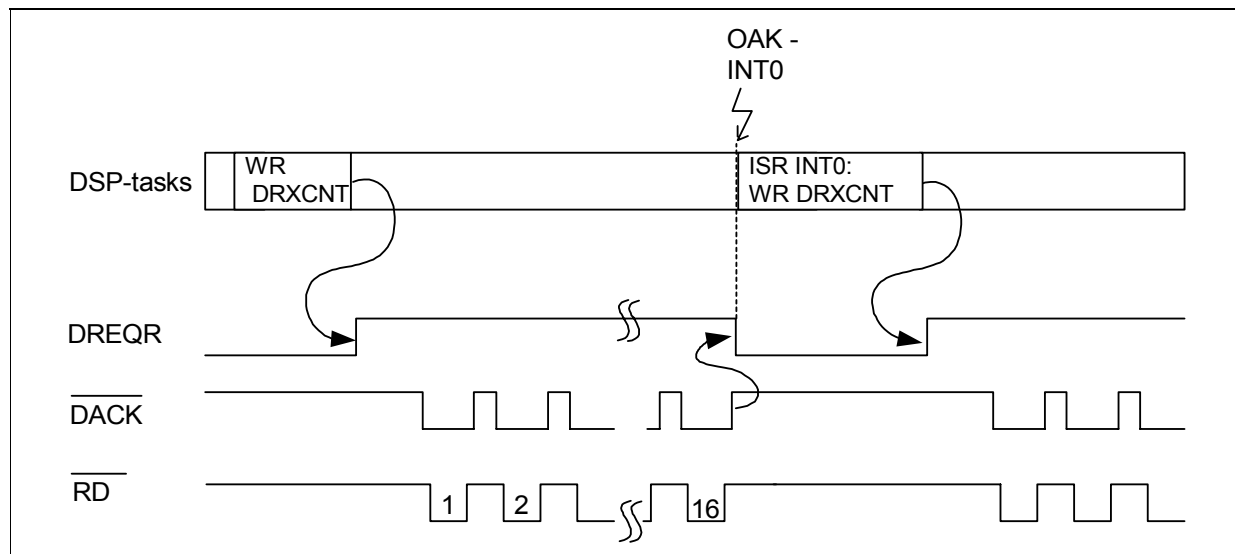 OAK -
INT0
DSP-tasks
WR
DRXCNT
ISR INT0:
WR DRXCNT
DREQR
DACK
RD
1
2
16